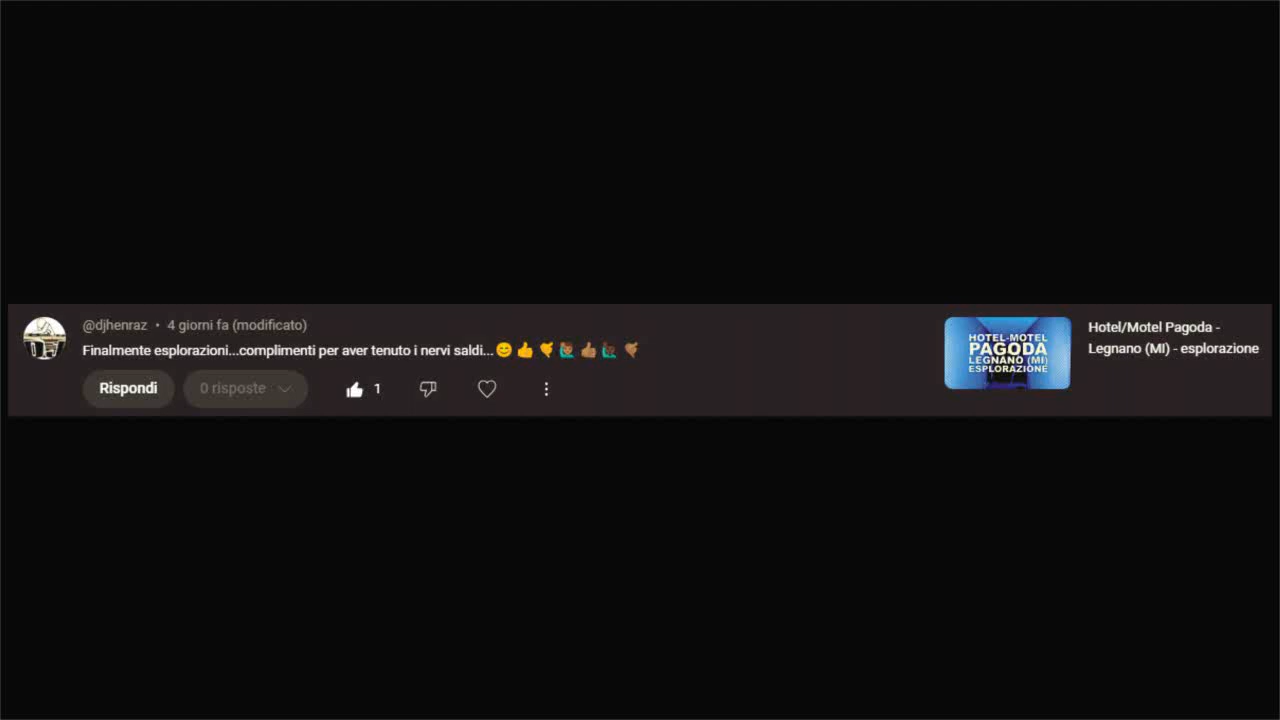 @djhenraz • 4 giorni fa (modificato)
Finalmente esplorazioni...complimenti per aver tenuto i nervi saldi...😊👍🤙🙋🏽‍♂️👍🏽🙋🏿‍♂️🤙🏽
Rispondi
0 risposte
1
HOTEL-MOTEL
PAGODA
LEGNANO (MI)
ESPLORAZIONE
Hotel/Motel Pagoda -
Legnano (MI) - esplorazione